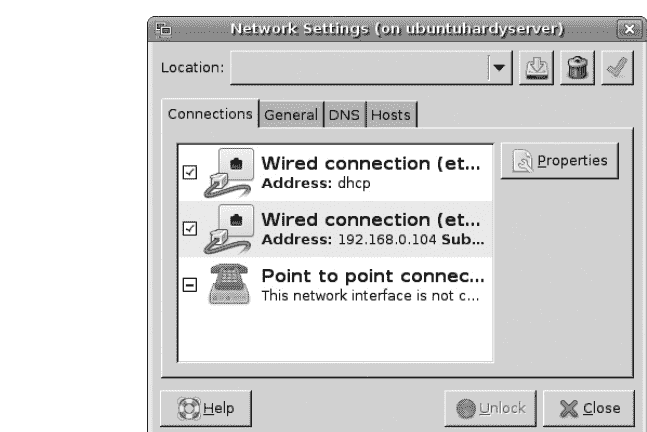 Network Settings (on ubuntuhardyserver)
Location:
Connections General DNS Hosts
Wired connection (et...
Address: dhcp
Properties
Wired connection (et...
Address: 192.168.0.104 Sub...
Point to point connec...
This network interface is not c...
Help Unlock Close